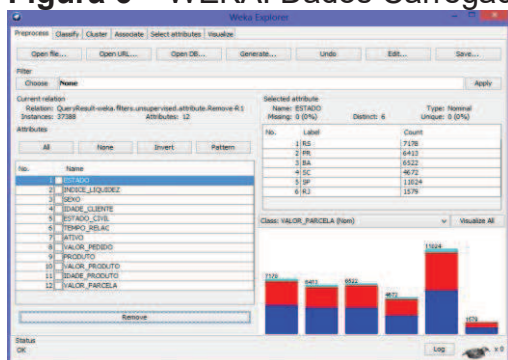 Figura 6 – WEKA: Dados Carregad
Weka Explorer
Preprocess Classify Cluster Associate Select attributes Visualize
Open file... Open URL... Open DB... Generate... Undo Edit... Save...
Filter
Choose None Apply
Current relation
Relation: QueryResult-weka.filters.unsupervised.attribute.Remove-R1
Instances: 37388 Attributes: 12
Selected attribute
Name: ESTADO Type: Nominal
Missing: 0 (0%) Distinct: 6 Unique: 0 (0%)
Attributes
All None Invert Pattern
No. Name
1 ESTADO
2 INDICE_LIQUIDEZ
3 SEXO
4 IDADE_CLIENTE
5 ESTADO_CIVIL
6 TEMPO_RELAC
7 ATIVO
8 VALOR_PEDIDO
9 PRODUTO
10 VALOR_PRODUTO
11 IDADE_PRODUTO
12 VALOR_PARCELA
Remove
No. Label Count
1 RS 7178
2 PR 6413
3 BA 6522
4 SC 4672
5 SP 11024
6 RJ 1579
Class: VALOR_PARCELA (Nom) Visualize All
7178 6413 6522 4672 11024 1579
Status
OK
Log x 0